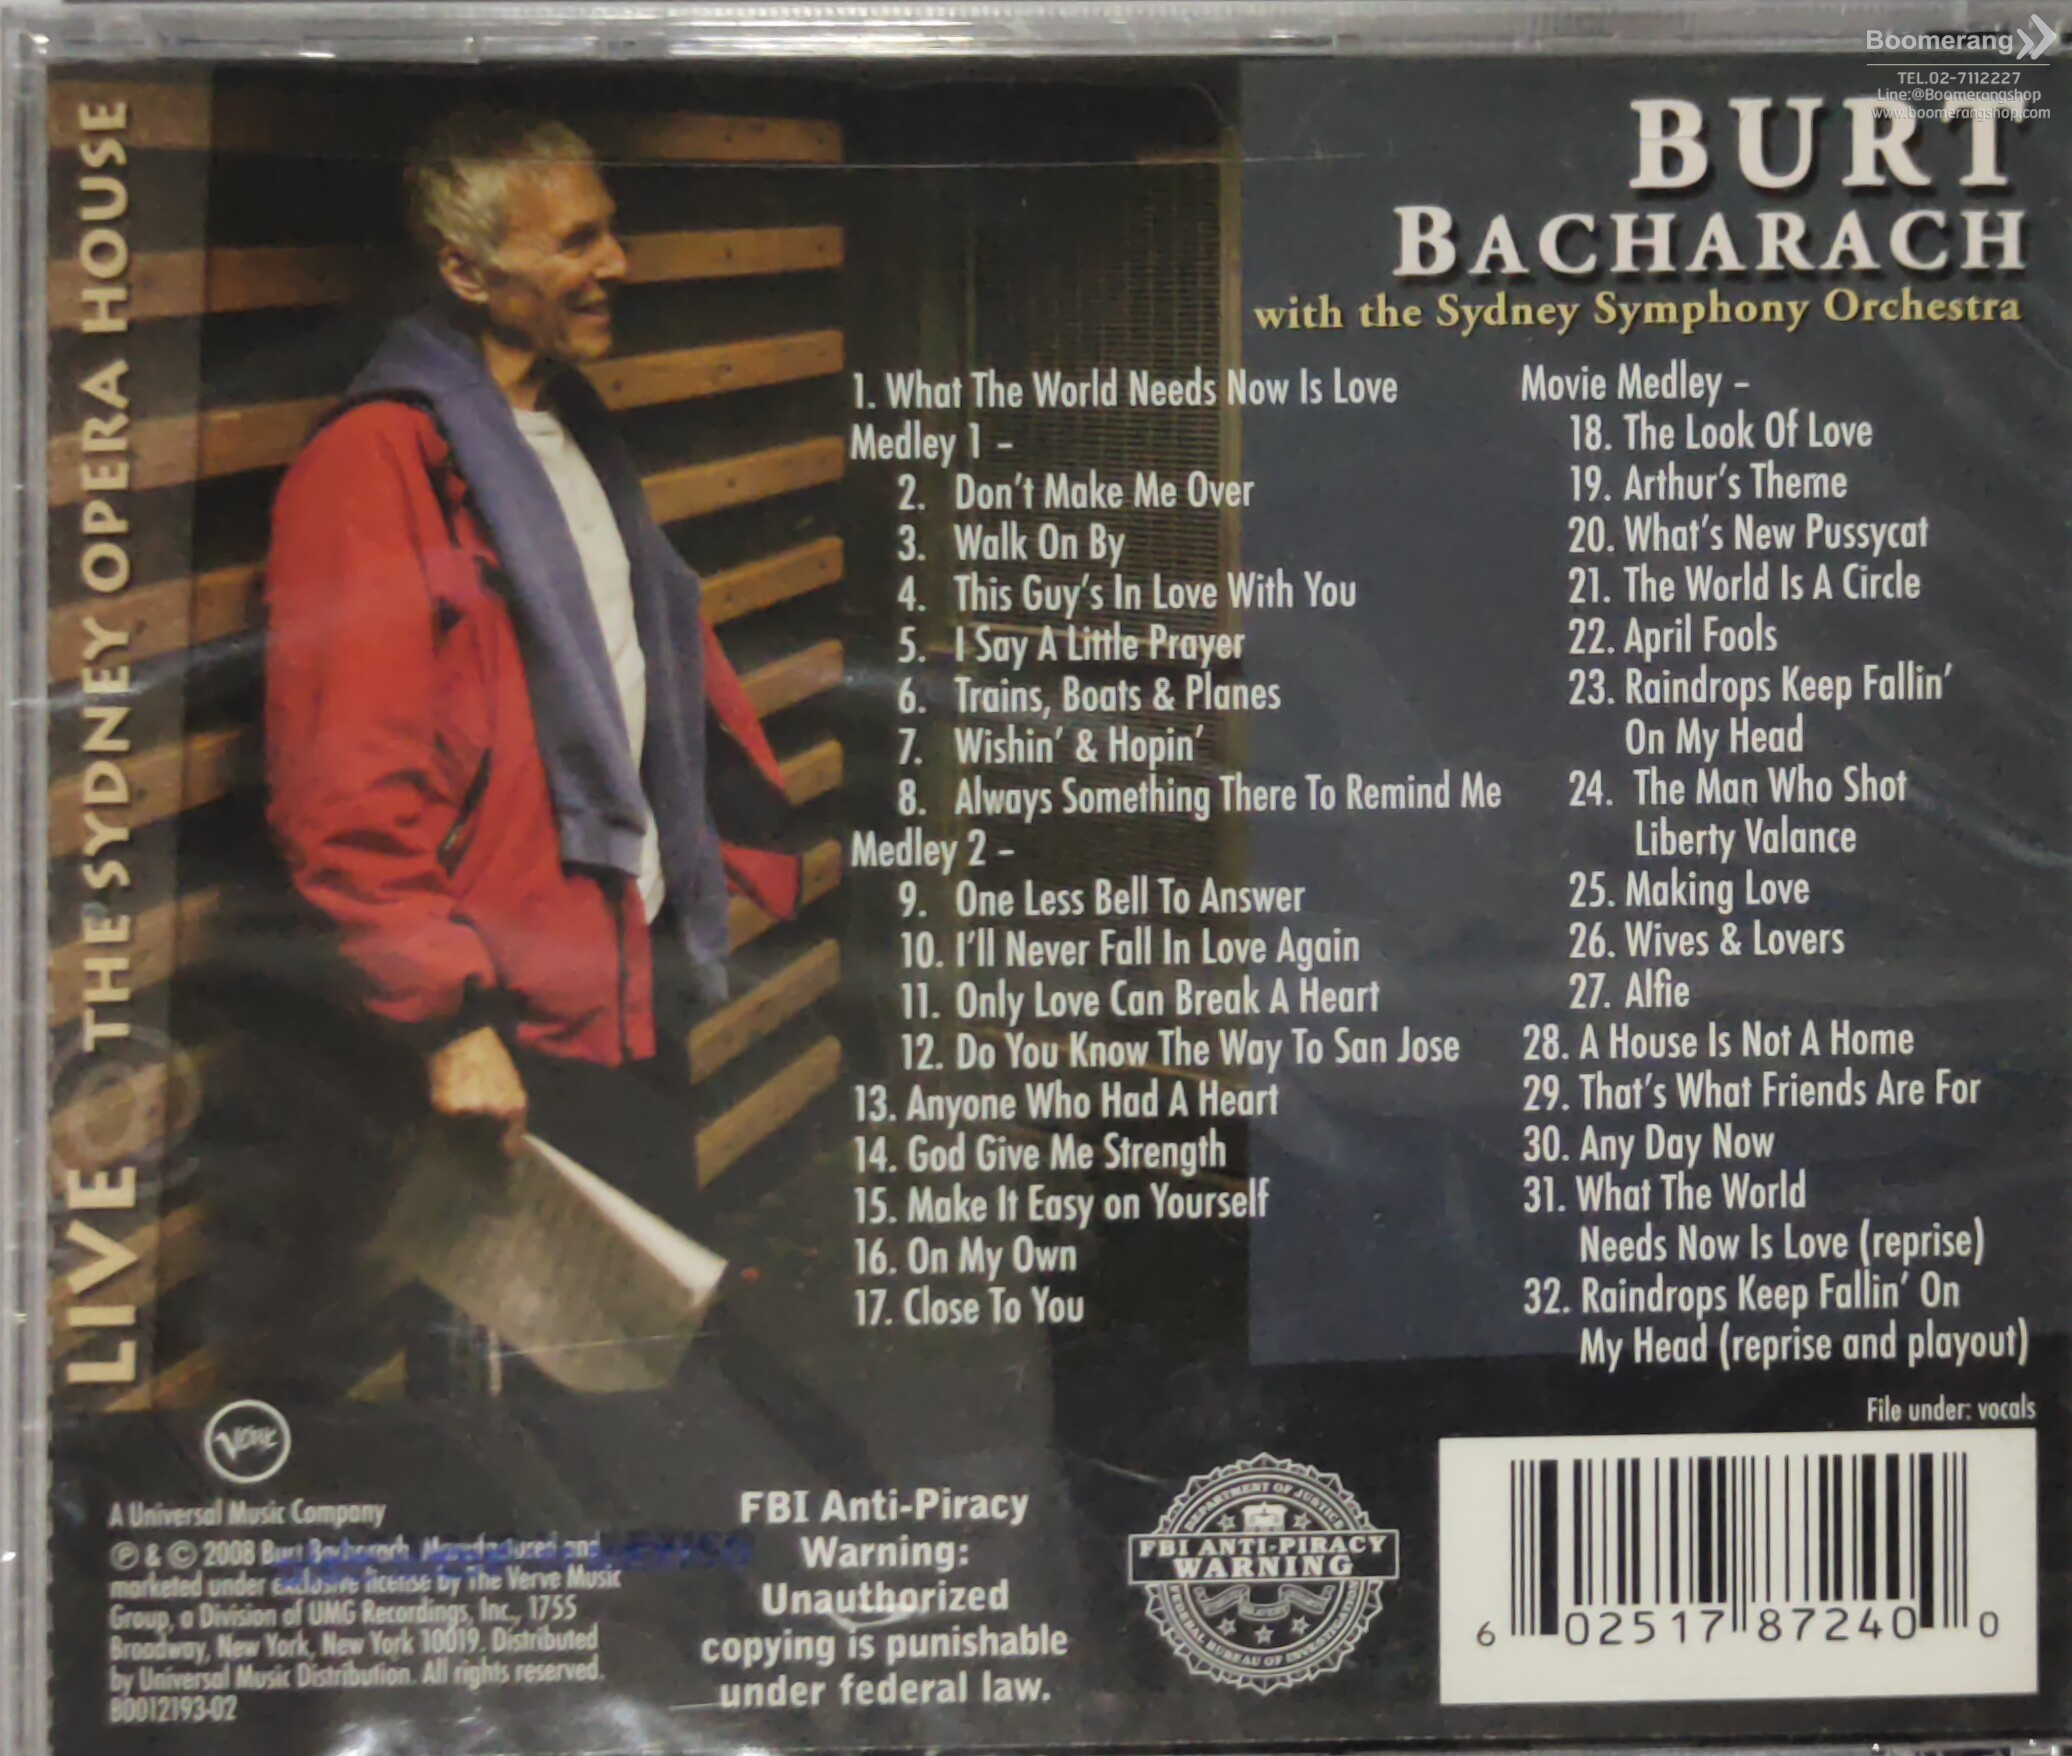 Boomerang
TEL.02-7112227
Line:@Boomerangshop
www.boomerangshop.com
LIVE THE SYDNEY OPERA HOUSE
BURT
BACHARACH
with the Sydney Symphony Orchestra
1. What The World Needs Now Is Love
Medley 1 –
2. Don't Make Me Over
3. Walk On By
4. This Guy's In Love With You
5. I Say A Little Prayer
6. Trains, Boats & Planes
7. Wishin' & Hopin'
8. Always Something There To Remind Me
Medley 2 –
9. One Less Bell To Answer
10. I'll Never Fall In Love Again
11. Only Love Can Break A Heart
12. Do You Know The Way To San Jose
13. Anyone Who Had A Heart
14. God Give Me Strength
15. Make It Easy on Yourself
16. On My Own
17. Close To You
Movie Medley –
18. The Look Of Love
19. Arthur's Theme
20. What's New Pussycat
21. The World Is A Circle
22. April Fools
23. Raindrops Keep Fallin'
On My Head
24. The Man Who Shot
Liberty Valance
25. Making Love
26. Wives & Lovers
27. Alfie
28. A House Is Not A Home
29. That's What Friends Are For
30. Any Day Now
31. What The World
Needs Now Is Love (reprise)
32. Raindrops Keep Fallin' On
My Head (reprise and playout)
File under: vocals
Verve
A Universal Music Company
℗ & © 2008 Burt Bacharach. Manufactured and
marketed under exclusive license by The Verve Music
Group, a Division of UMG Recordings, Inc., 1755
Broadway, New York, New York 10019. Distributed
by Universal Music Distribution. All rights reserved.
B0012193-02
FBI Anti-Piracy
Warning:
Unauthorized
copying is punishable
under federal law.
DEPARTMENT OF JUSTICE
FBI ANTI-PIRACY
WARNING
FEDERAL BUREAU OF INVESTIGATION
6 02517 87240 0